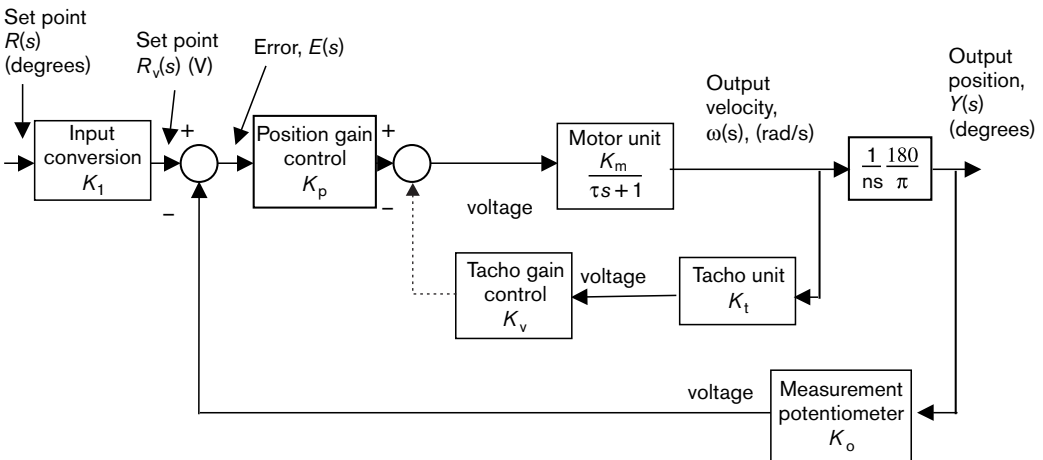 Set point
R(s)
(degrees)
Set point
Rᵥ(s) (V)
Error, E(s)
Output
velocity,
ω(s), (rad/s)
Output
position,
Y(s)
(degrees)
Input
conversion
K₁
+
−
Position gain
control
Kₚ
+
−
voltage
Motor unit
Kₘ
τs + 1
1 180
ns π
Tacho gain
control
Kᵥ
voltage
Tacho unit
Kₜ
voltage
Measurement
potentiometer
Kₒ